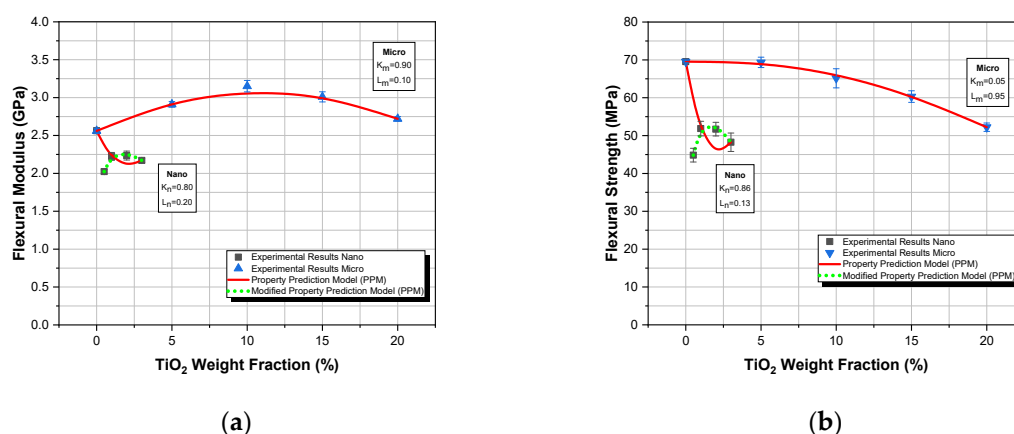 4.0
3.5
3.0
2.5
2.0
1.5
1.0
0.5
0.0
Flexural Modulus (GPa)
Micro
Km=0.90
Lm=0.10
Nano
Kn=0.80
Ln=0.20
Experimental Results Nano
Experimental Results Micro
Property Prediction Model (PPM)
Modified Property Prediction Model (PPM)
0 5 10 15 20
TiO2 Weight Fraction (%)
(a)
80
70
60
50
40
30
20
10
0
Flexural Strength (MPa)
Micro
Km=0.05
Lm=0.95
Nano
Kn=0.86
Ln=0.13
Experimental Results Nano
Experimental Results Micro
Property Prediction Model (PPM)
Modified Property Prediction Model (PPM)
0 5 10 15 20
TiO2 Weight Fraction (%)
(b)